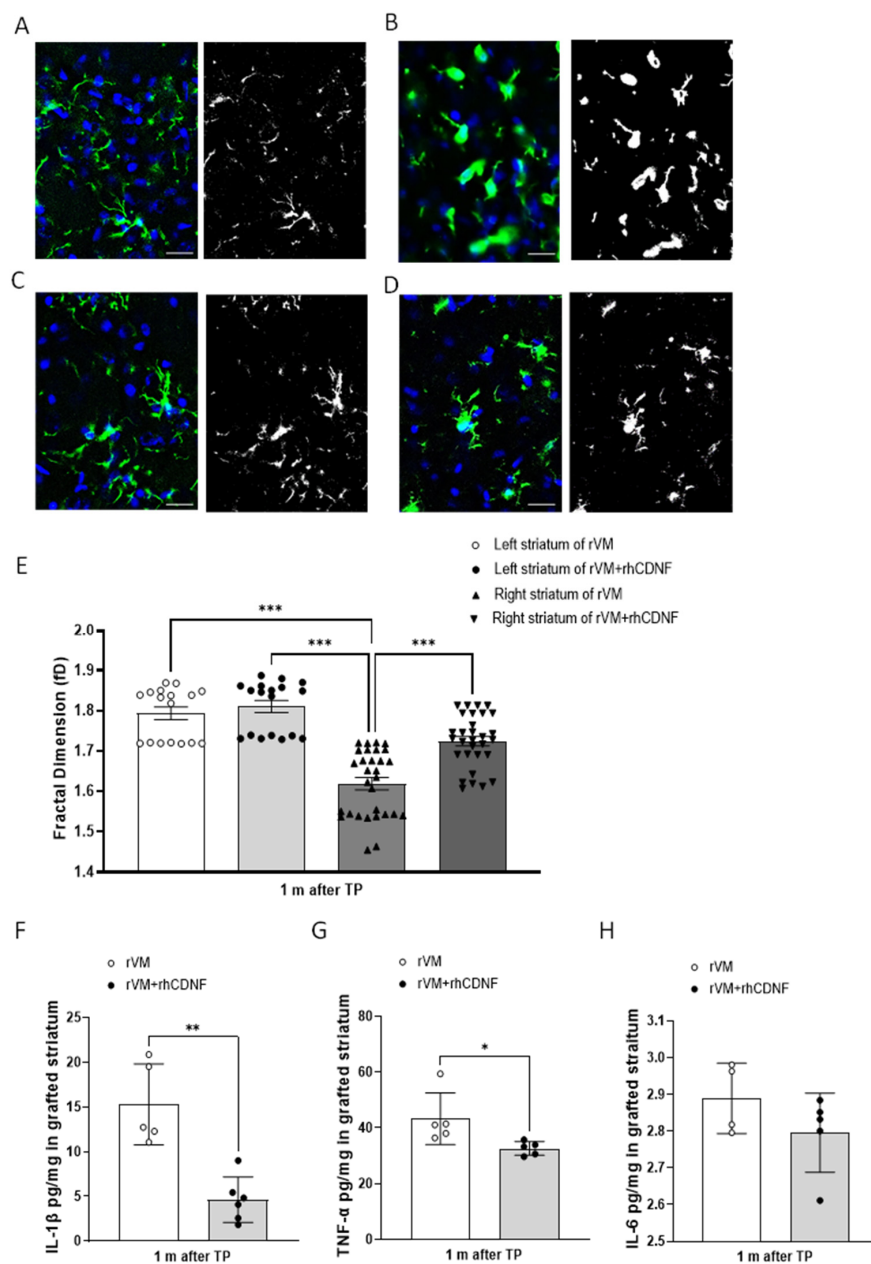 A
B
C
D
E
○ Left striatum of rVM
● Left striatum of rVM+rhCDNF
▲ Right striatum of rVM
▼ Right striatum of rVM+rhCDNF
***
*** ***
Fractal Dimension (fD)
2.0
1.9
1.8
1.7
1.6
1.5
1.4
1 m after TP
F
○ rVM
● rVM+rhCDNF
IL-1β pg/mg in grafted striatum
25
20
15
10
5
0
**
1 m after TP
G
○ rVM
● rVM+rhCDNF
TNF-α pg/mg in grafted striatum
80
60
40
20
0
*
1 m after TP
H
○ rVM
● rVM+rhCDNF
IL-6 pg/mg in grafted straitum
3.1
3.0
2.9
2.8
2.7
2.6
2.5
1 m after TP